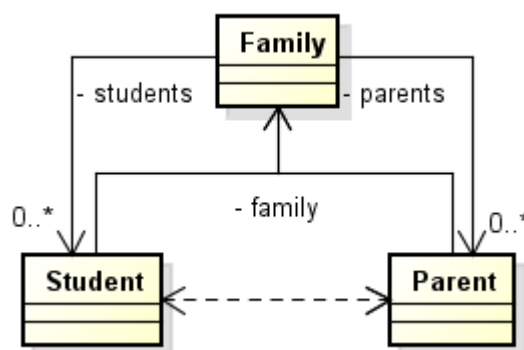 Family
- students
- parents
0..*
- family
0..*
Student
Parent